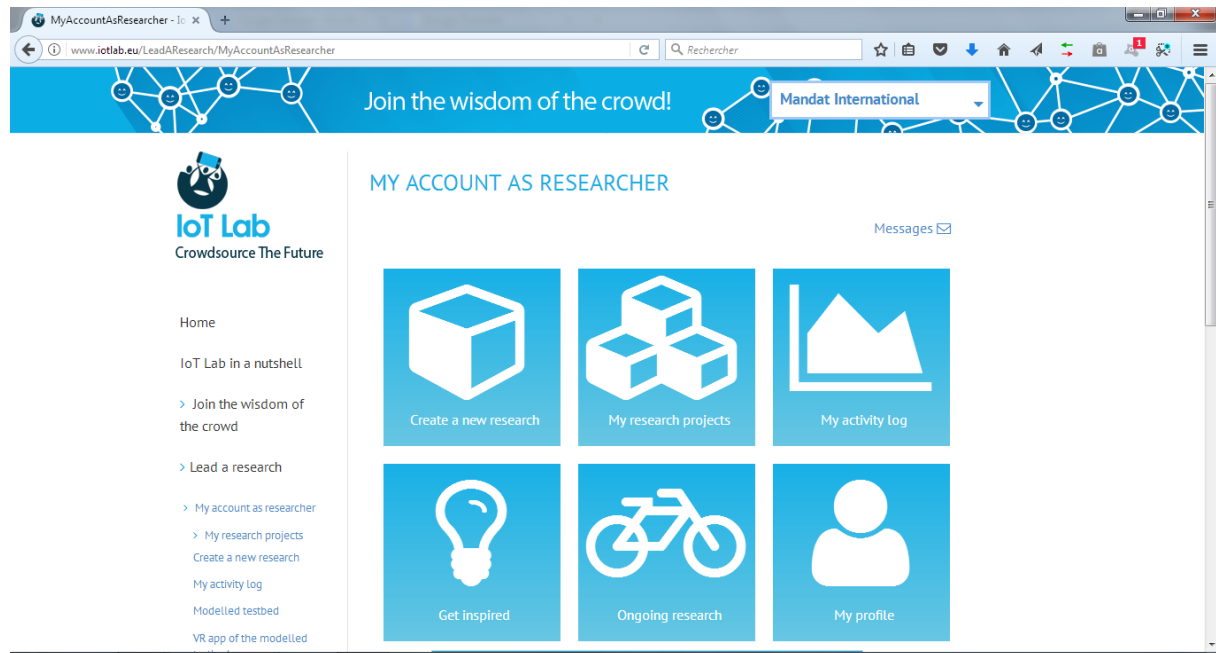 MyAccountAsResearcher - Io
www.iotlab.eu/LeadAResearch/MyAccountAsResearcher
Rechercher
1
Join the wisdom of the crowd!
Mandat International
IoT Lab
Crowdsource The Future
MY ACCOUNT AS RESEARCHER
Messages
Home
IoT Lab in a nutshell
> Join the wisdom of
the crowd
> Lead a research
> My account as researcher
> My research projects
Create a new research
My activity log
Modelled testbed
VR app of the modelled
Create a new research
My research projects
My activity log
Get inspired
Ongoing research
My profile